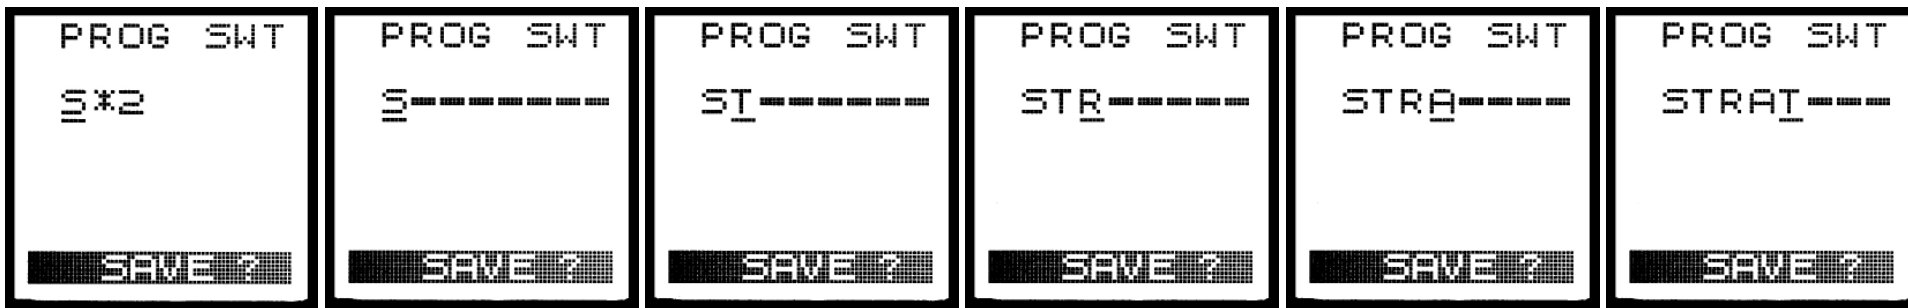 PROG SWT
S*2
SAVE ?
PROG SWT
S-------
SAVE ?
PROG SWT
ST------
SAVE ?
PROG SWT
STR-----
SAVE ?
PROG SWT
STRA----
SAVE ?
PROG SWT
STRAT---
SAVE ?